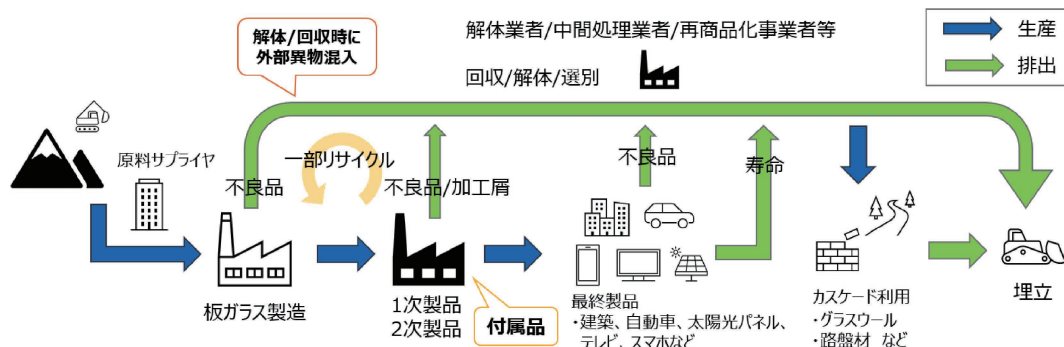 解体/回収時に
外部異物混入
解体業者/中間処理業者/再商品化事業者等
回収/解体/選別
生産
排出
原料サプライヤ
不良品
一部リサイクル
不良品/加工屑
不良品
寿命
板ガラス製造
1次製品
2次製品
付属品
最終製品
・建築、自動車、太陽光パネル、
テレビ、スマホなど
カスケード利用
・グラスウール
・路盤材 など
埋立